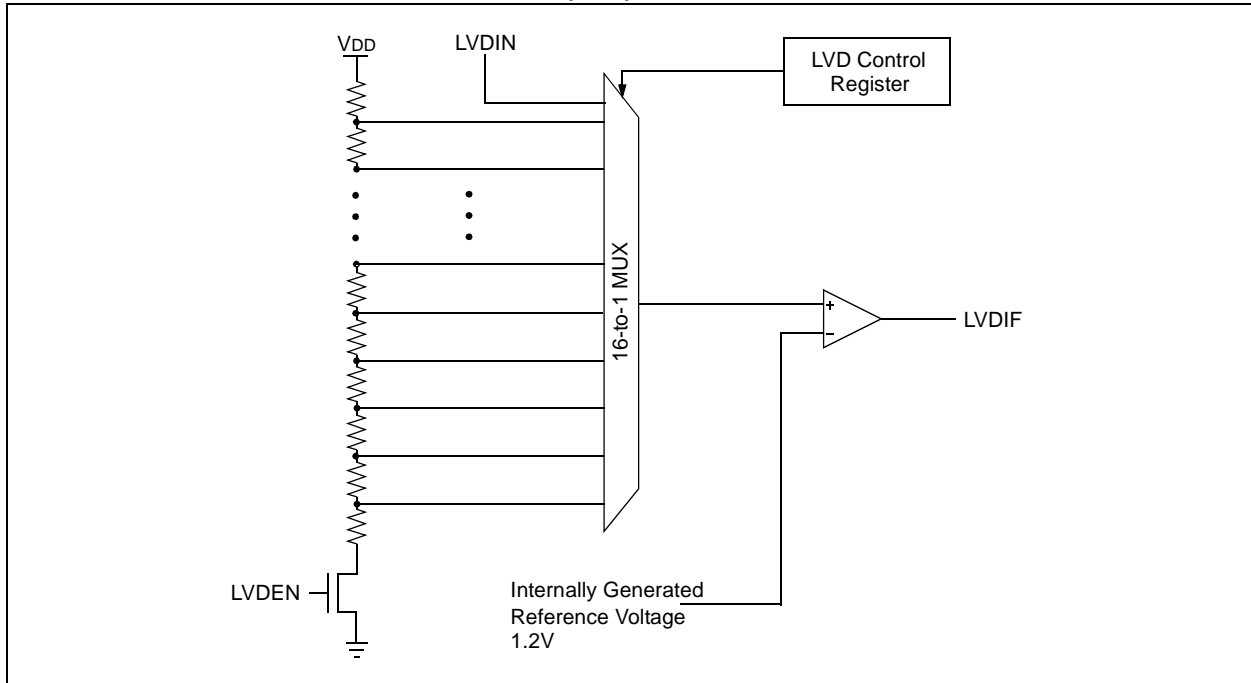 VDD
LVDIN
LVD Control
Register
16-to-1 MUX
+
−
LVDIF
LVDEN
Internally Generated
Reference Voltage
1.2V